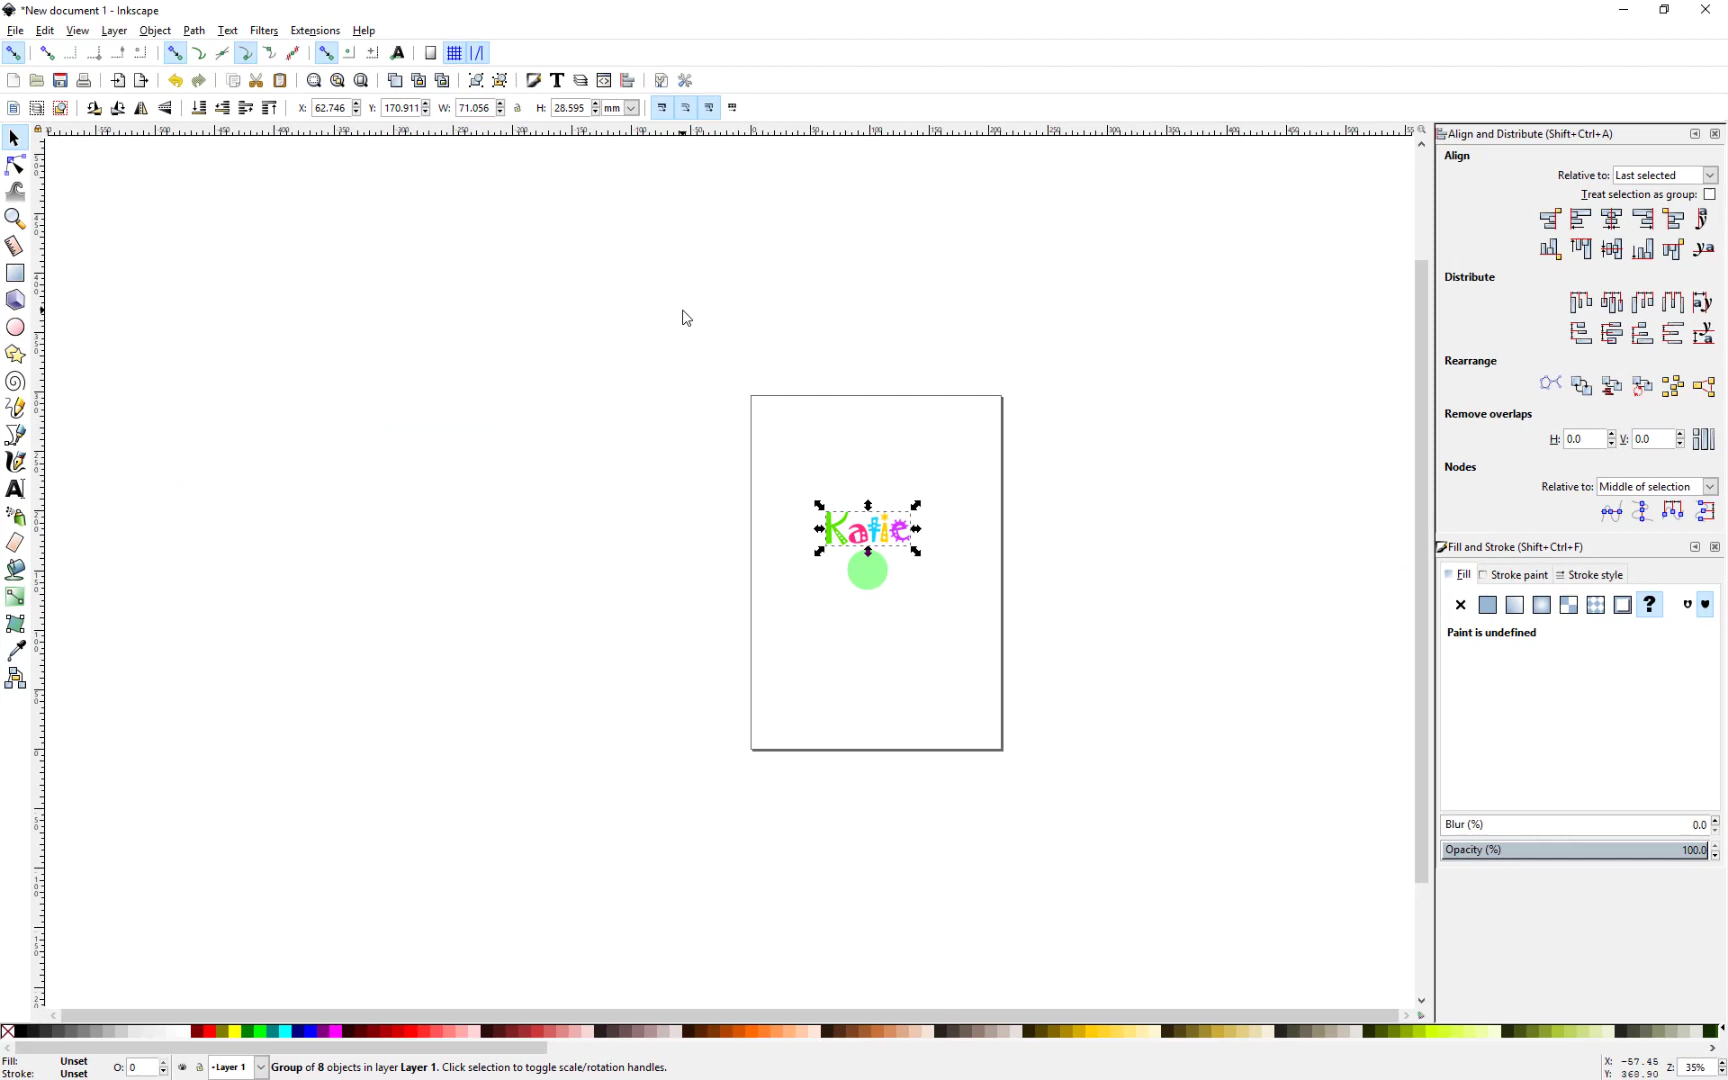 *New document 1 - Inkscape
File Edit View Layer Object Path Text Filters Extensions Help
X: 62.746 Y: 170.911 W: 71.056 H: 28.595 mm
Align and Distribute (Shift+Ctrl+A)
Align
Relative to: Last selected
Treat selection as group:
Distribute
Rearrange
Remove overlaps
H: 0.0 V: 0.0
Nodes
Relative to: Middle of selection
Katie
Fill and Stroke (Shift+Ctrl+F)
Fill Stroke paint Stroke style
Paint is undefined
Blur (%) 0.0
Opacity (%) 100.0
Fill: Unset O: 0 Layer 1 Group of 8 objects in layer Layer 1. Click selection to toggle scale/rotation handles. X: -57.45 Z: 35%
Stroke: Unset Y: 360.90